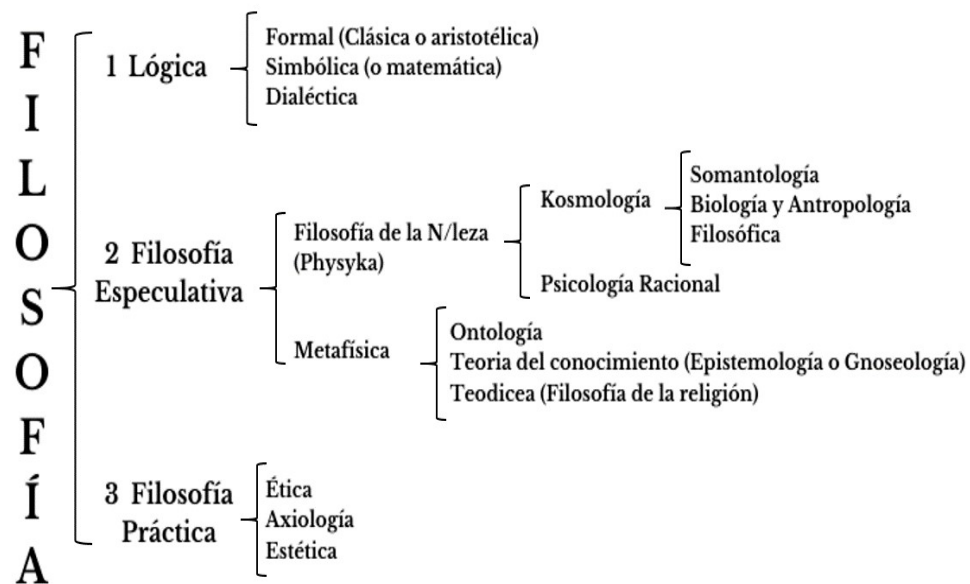 FILOSOFÍA
1 Lógica
Formal (Clásica o aristotélica)
Simbólica (o matemática)
Dialéctica
2 Filosofía
Especulativa
Filosofía de la N/leza
(Physyka)
Kosmología
Somantología
Biología y Antropología
Filosófica
Psicología Racional
Metafísica
Ontología
Teoria del conocimiento (Epistemología o Gnoseología)
Teodicea (Filosofía de la religión)
3 Filosofía
Práctica
Ética
Axiología
Estética